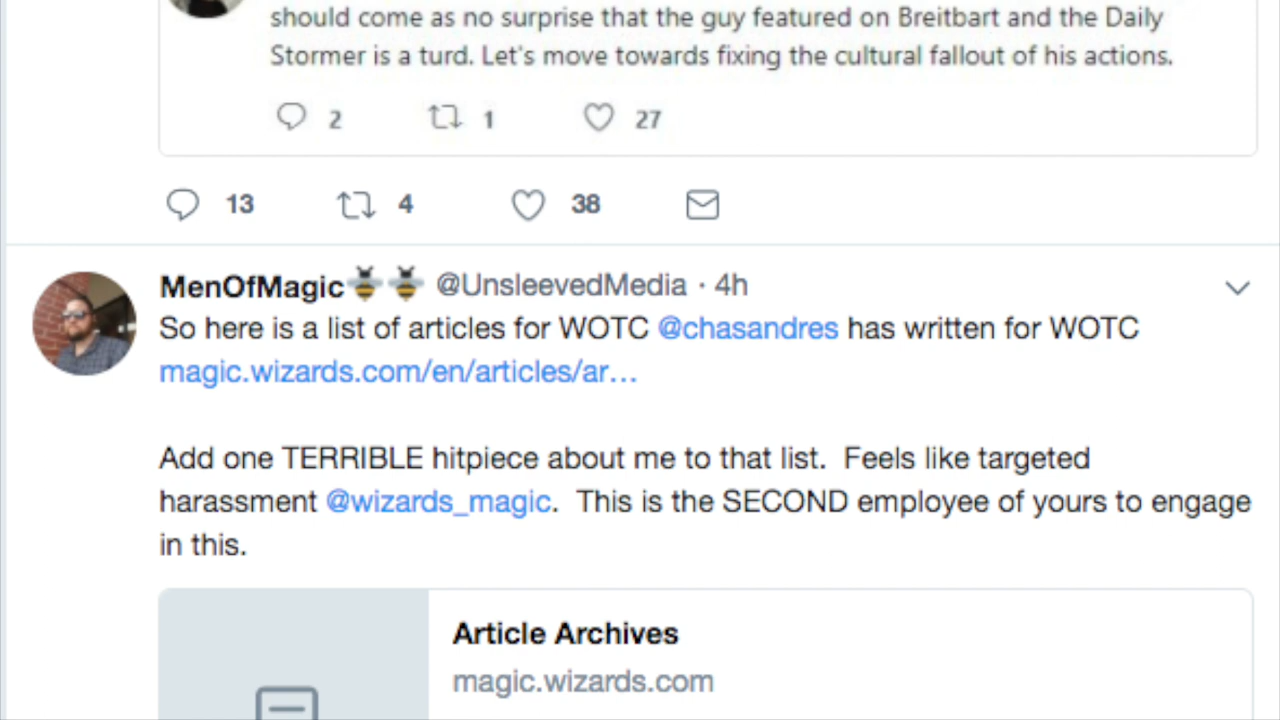 should come as no surprise that the guy featured on Breitbart and the Daily
Stormer is a turd. Let's move towards fixing the cultural fallout of his actions.
2 1 27
13 4 38
MenOfMagic🐝🐝 @UnsleevedMedia · 4h
So here is a list of articles for WOTC @chasandres has written for WOTC
magic.wizards.com/en/articles/ar…
Add one TERRIBLE hitpiece about me to that list.  Feels like targeted
harassment @wizards_magic.  This is the SECOND employee of yours to engage
in this.
Article Archives
magic.wizards.com